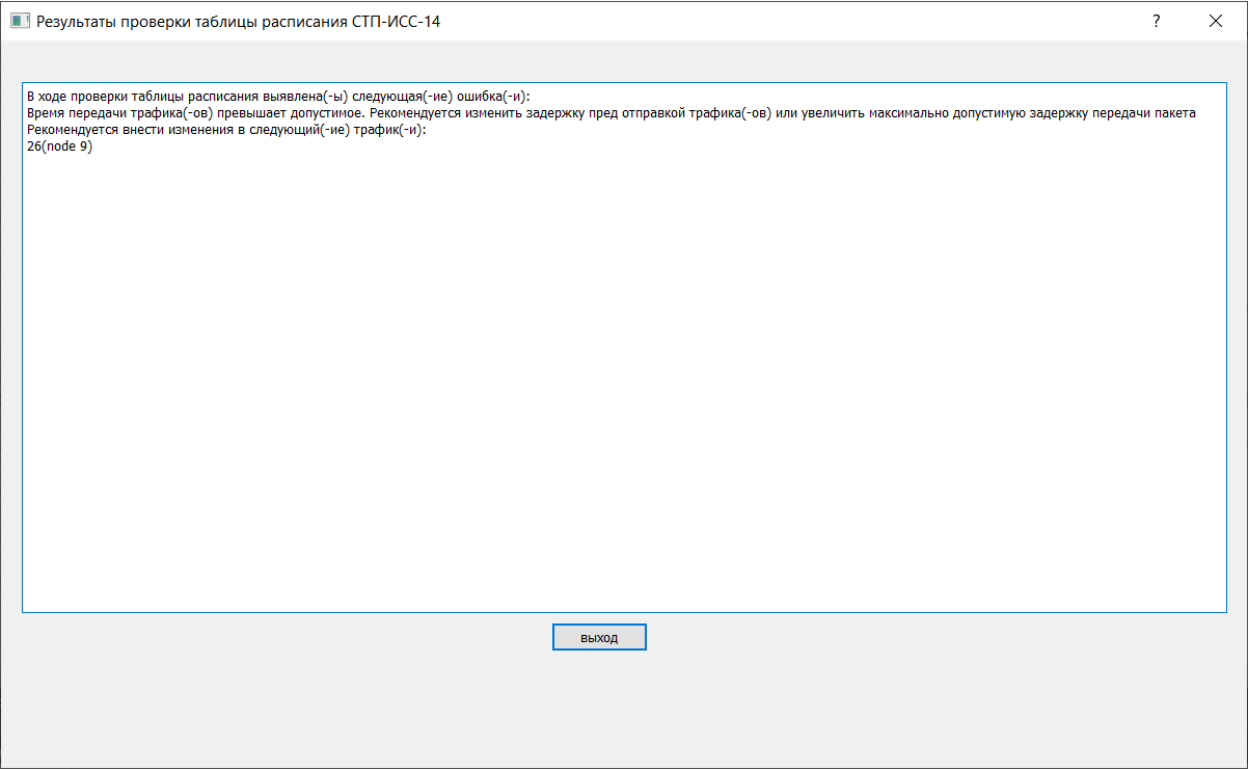 Результаты проверки таблицы расписания СТП-ИСС-14
?
В ходе проверки таблицы расписания выявлена(-ы) следующая(-ие) ошибка(-и):
Время передачи трафика(-ов) превышает допустимое. Рекомендуется изменить задержку пред отправкой трафика(-ов) или увеличить максимально допустимую задержку передачи пакета
Рекомендуется внести изменения в следующий(-ие) трафик(-и):
26(node 9)
выход